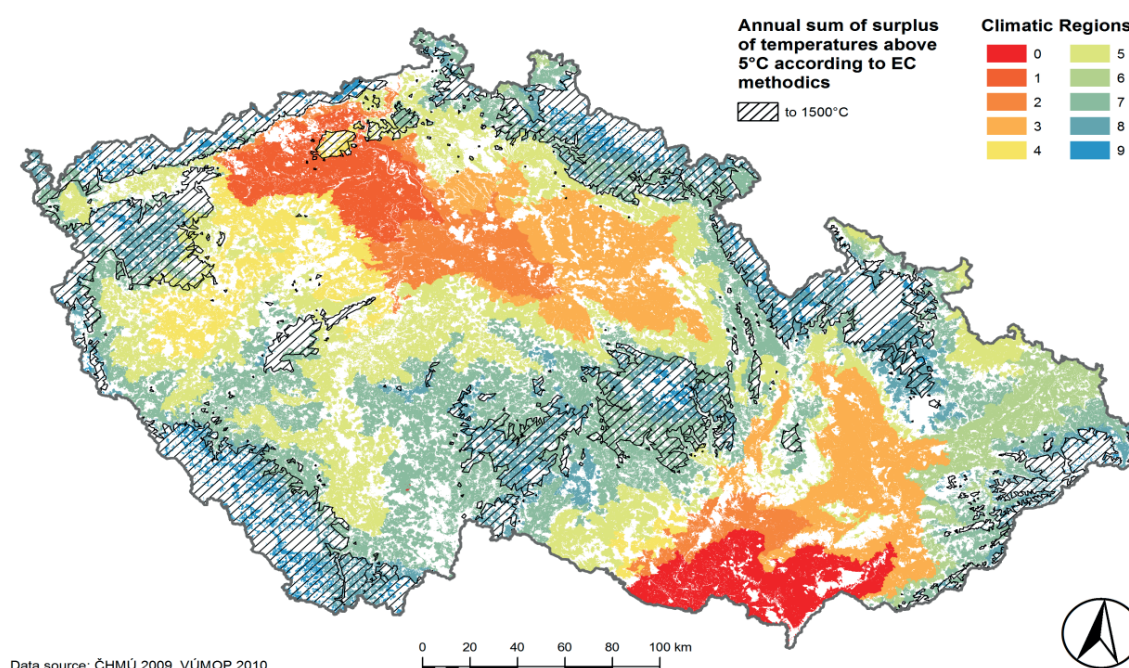 Annual sum of surplus
of temperatures above
5°C according to EC
methodics
to 1500°C
Climatic Regions
0
1
2
3
4
5
6
7
8
9
0 20 40 60 80 100 km
Data source: ČHMÚ 2009, VÚMOP 2010